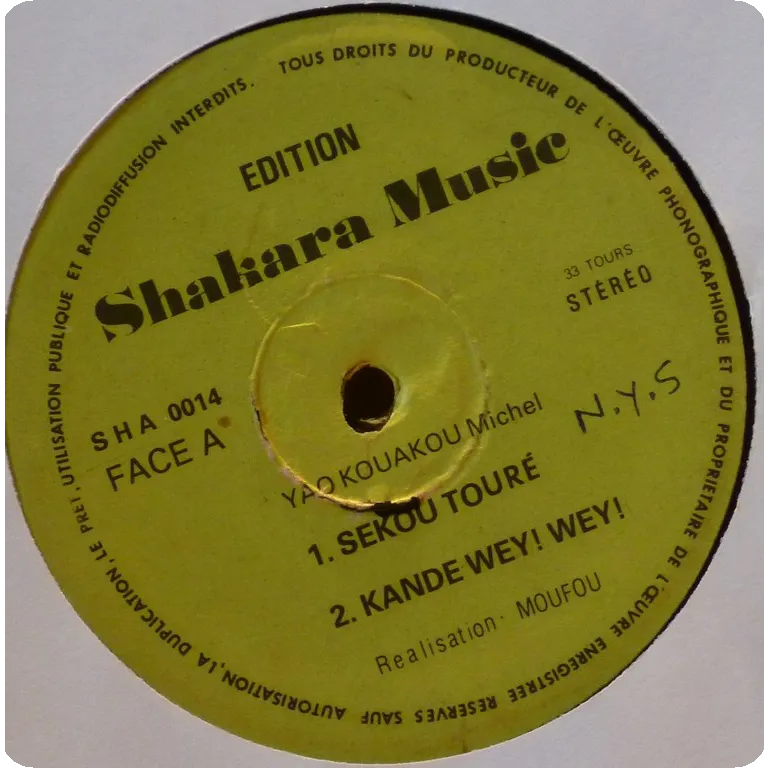 TOUS DROITS DU PRODUCTEUR DE L'ŒUVRE PHONOGRAPHIQUE ET DU PROPRIETAIRE DE L'ŒUVRE ENREGISTREE RESERVES SAUF AUTORISATION, LA DUPLICATION, LE PRET, UTILISATION PUBLIQUE ET RADIODIFFUSION INTERDITS.
EDITION
Shakara Music
33 TOURS
STÉRÉO
SHA 0014
FACE A
YAO KOUAKOU Michel
N.Y.S
1. SEKOU TOURÉ
2. KANDE WEY! WEY!
Realisation· MOUFOU